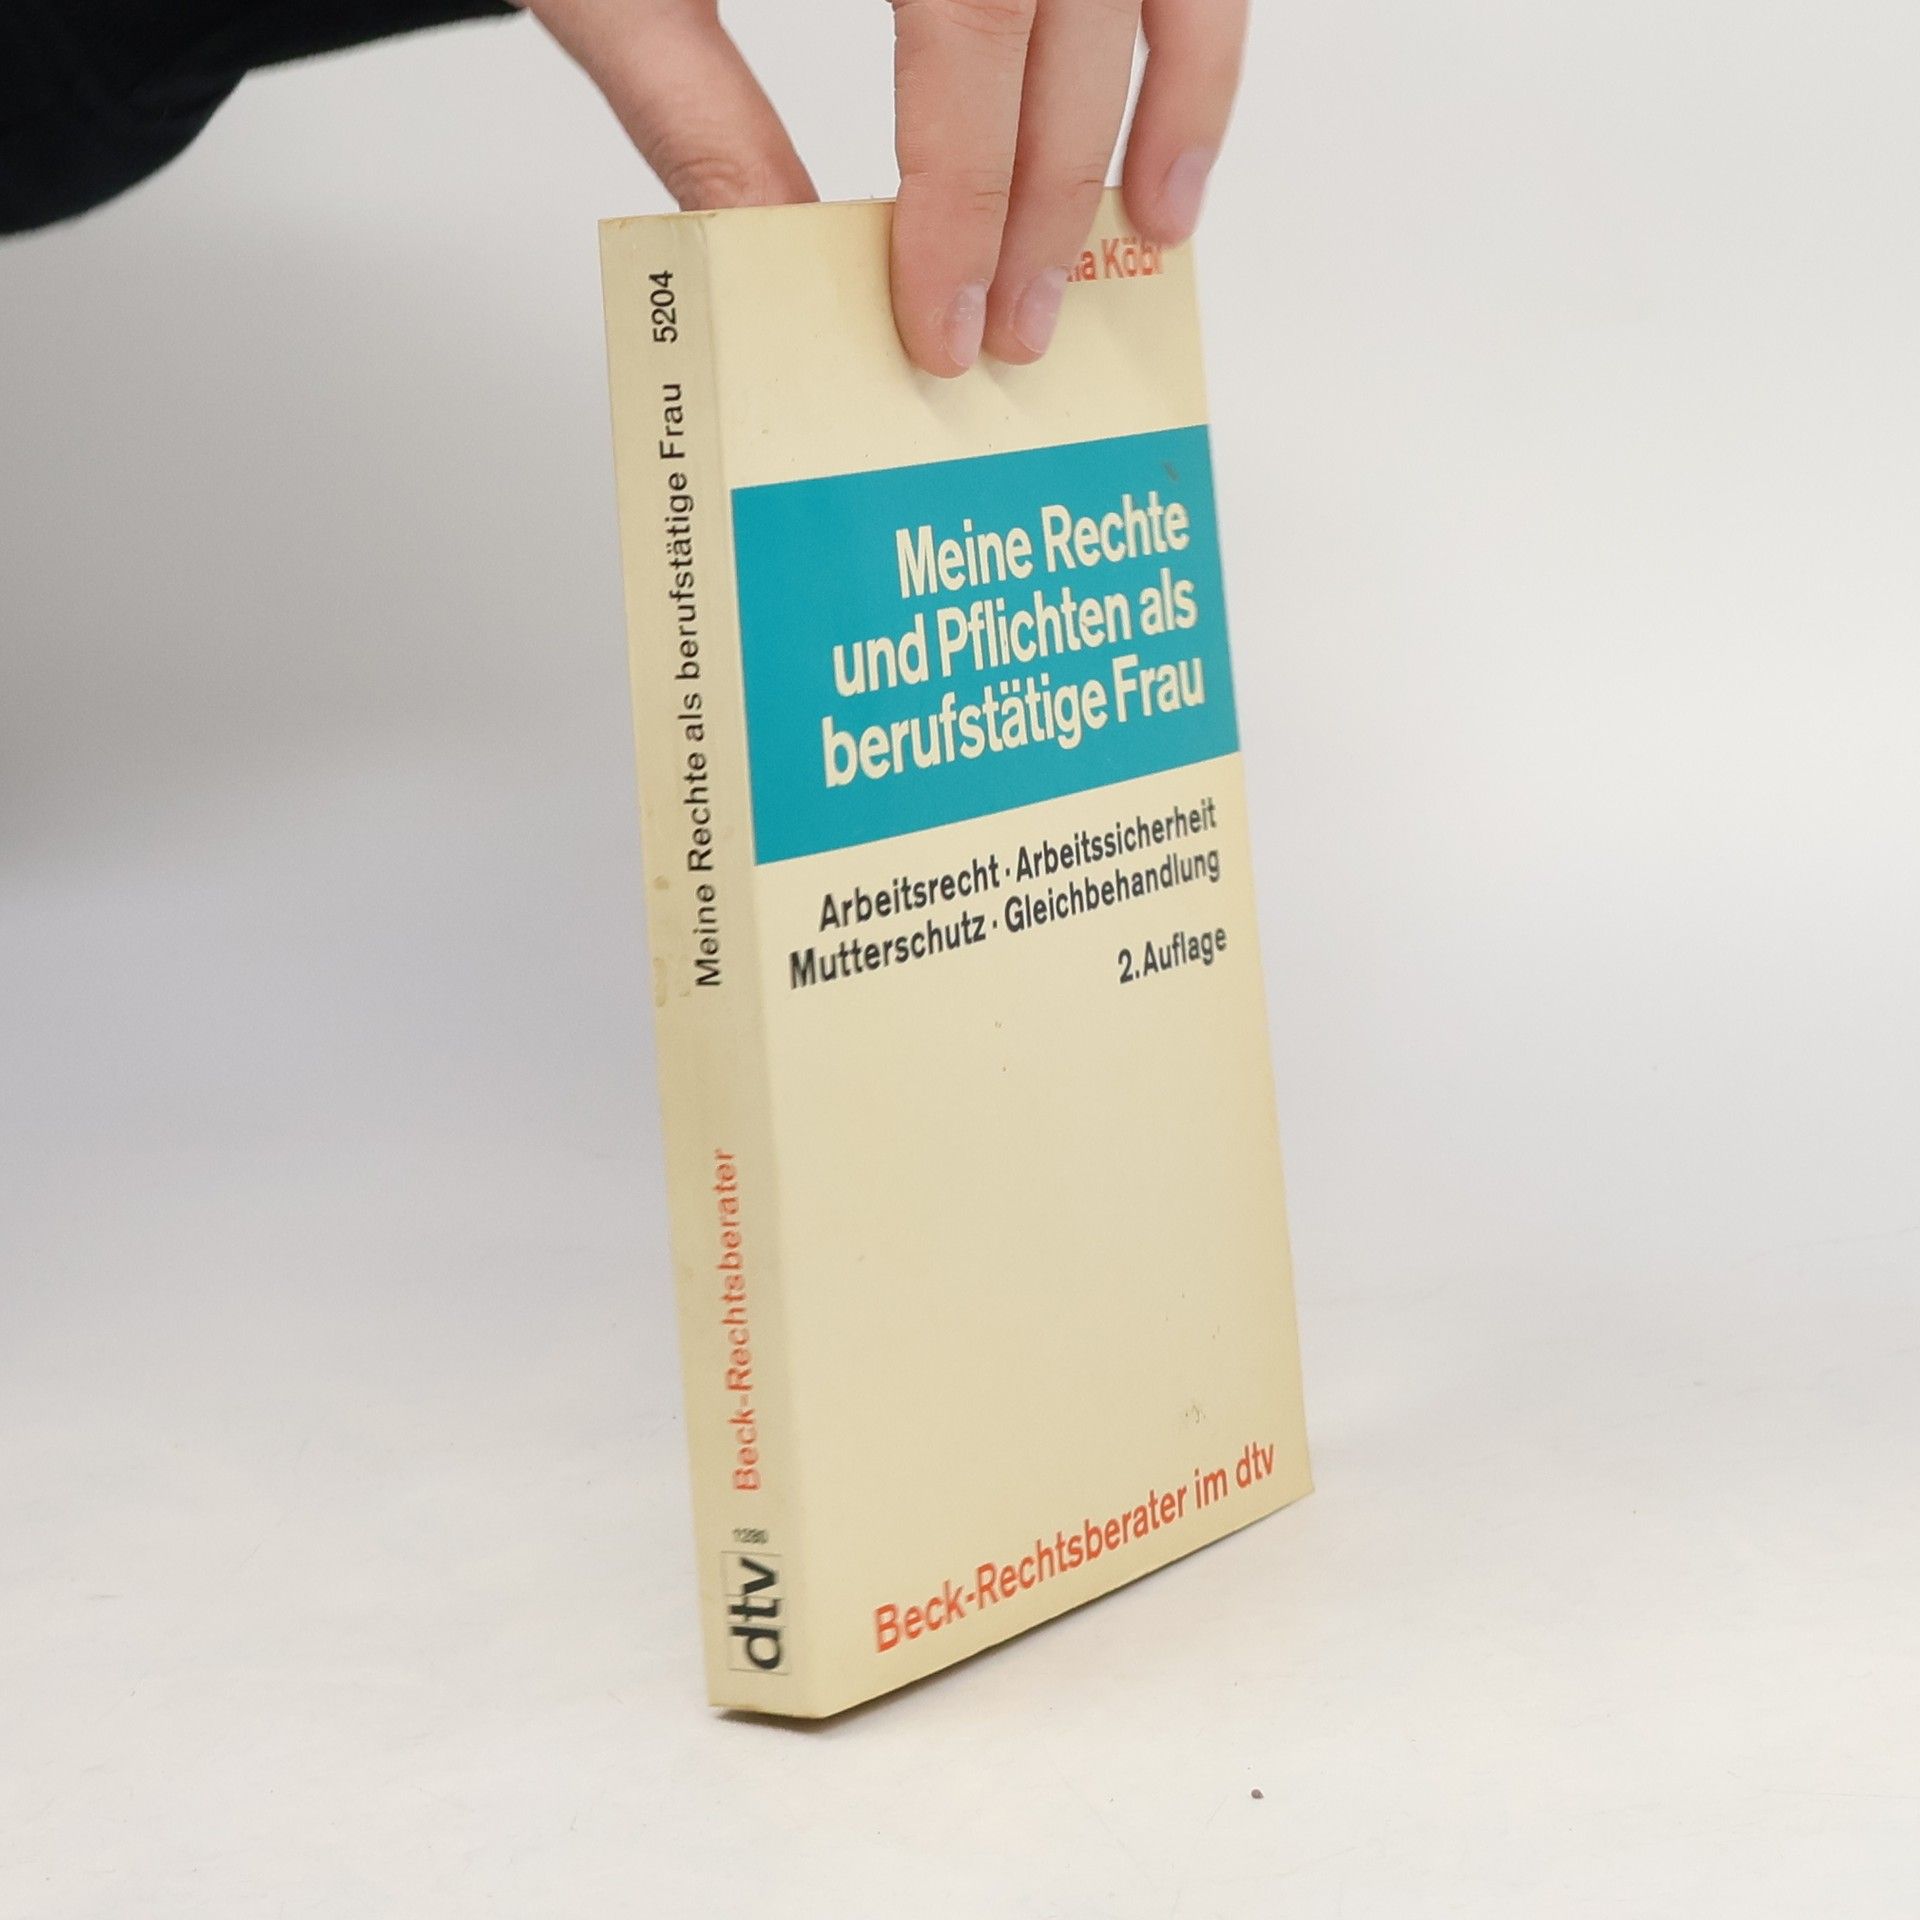 Köbl
Meine Rechte
und Pflichten als
berufstätige Frau
Arbeitsrecht · Arbeitssicherheit
Mutterschutz · Gleichbehandlung
2. Auflage
Beck-Rechtsberater im dtv
Meine Rechte als berufstätige Frau 5204
Beck-Rechtsberater
dtv